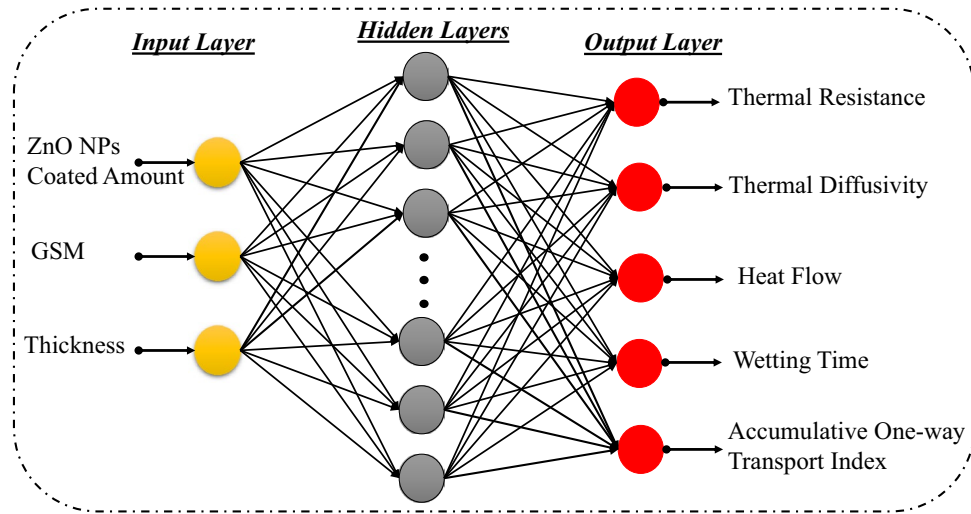 Input Layer
Hidden Layers
Output Layer
ZnO NPs
Coated Amount
GSM
Thickness
Thermal Resistance
Thermal Diffusivity
Heat Flow
Wetting Time
Accumulative One-way
Transport Index